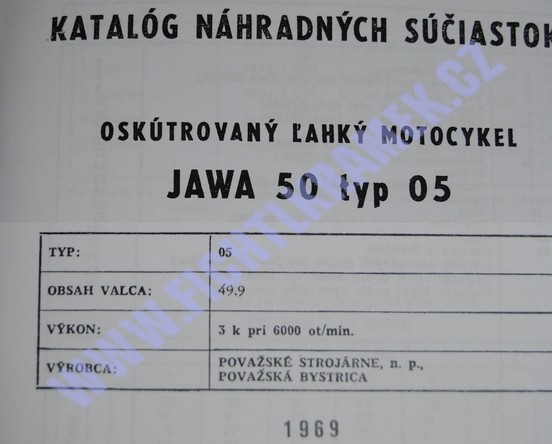 KATALÓG NÁHRADNÝCH SÚČIASTOK
OSKÚTROVANÝ ĽAHKÝ MOTOCYKEL
JAWA 50 typ 05
TYP: 05
OBSAH VALCA: 49.9
VÝKON: 3 k pri 6000 ot/min.
VÝROBCA: POVAŽSKÉ STROJÁRNE, n. p.,
POVAŽSKÁ BYSTRICA
1969
WWW.FICHTLKRAMEK.CZ